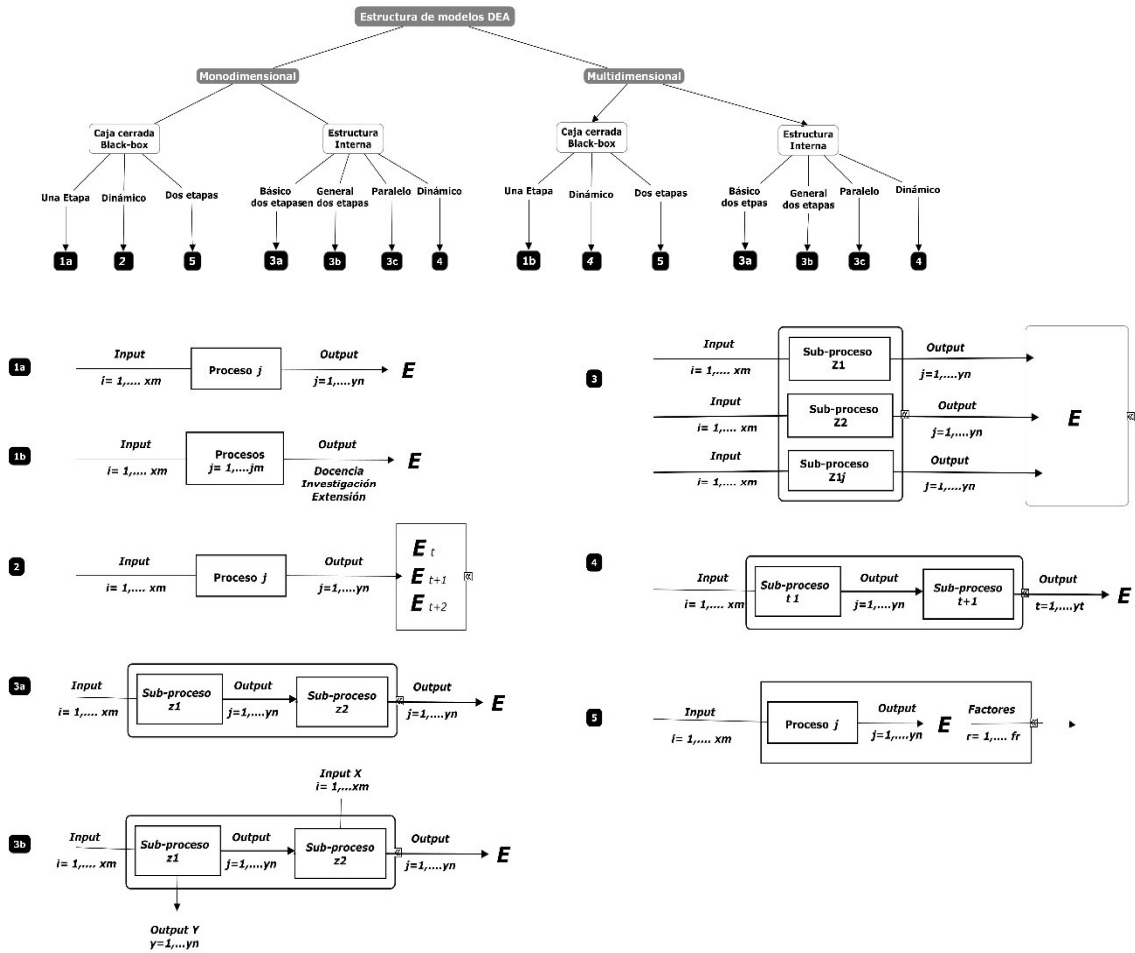 Estructura de modelos DEA
Monodimensional
Multidimensional
Caja cerrada
Black-box
Estructura
Interna
Caja cerrada
Black-box
Estructura
Interna
Una Etapa
Dinámico
Dos etapas
Básico
dos etapas
General
en dos etapas
Paralelo
Dinámico
Una Etapa
Dinámico
Dos etapas
Básico
dos etpas
General
dos etapas
Paralelo
Dinámico
1a
2
5
3a
3b
3c
4
1b
4
5
3a
3b
3c
4
1a
Input
i= 1,.... xm
Proceso j
Output
j=1,....yn
E
1b
Input
i= 1,.... xm
Procesos
j= 1,....jm
Output
Docencia
Investigación
Extensión
E
2
Input
i= 1,.... xm
Proceso j
Output
j=1,....yn
E t
E t+1
E t+2
3a
Input
i= 1,.... xm
Sub-proceso
z1
Output
j=1,....yn
Sub-proceso
z2
Output
j=1,....yn
E
3b
Input X
i= 1,...xm
Input
i= 1,.... xm
Sub-proceso
z1
Output
j=1,....yn
Sub-proceso
z2
Output
j=1,....yn
E
Output Y
y=1,...yn
3
Input
i= 1,.... xm
Sub-proceso
Z1
Output
j=1,....yn
Input
i= 1,.... xm
Sub-proceso
Z2
Output
j=1,....yn
E
Input
i= 1,.... xm
Sub-proceso
Z1j
Output
j=1,....yn
4
Input
i= 1,.... xm
Sub-proceso
t 1
Output
j=1,....yn
Sub-proceso
t+1
Output
t=1,...yt
E
5
Input
i= 1,.... xm
Proceso j
Output
j=1,....yn
E
Factores
r= 1,.... fr